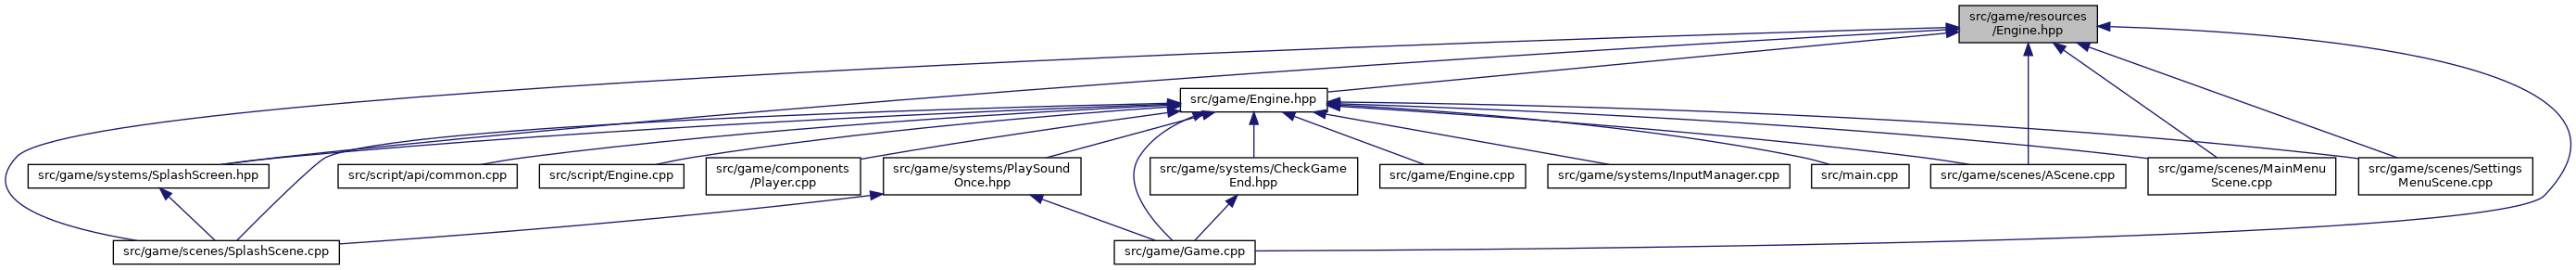 src/game/resources
/Engine.hpp
src/game/Engine.hpp
src/game/systems/SplashScreen.hpp
src/script/api/common.cpp
src/script/Engine.cpp
src/game/components
/Player.cpp
src/game/systems/PlaySound
Once.hpp
src/game/systems/CheckGame
End.hpp
src/game/Engine.cpp
src/game/systems/InputManager.cpp
src/main.cpp
src/game/scenes/AScene.cpp
src/game/scenes/MainMenu
Scene.cpp
src/game/scenes/Settings
MenuScene.cpp
src/game/scenes/SplashScene.cpp
src/game/Game.cpp